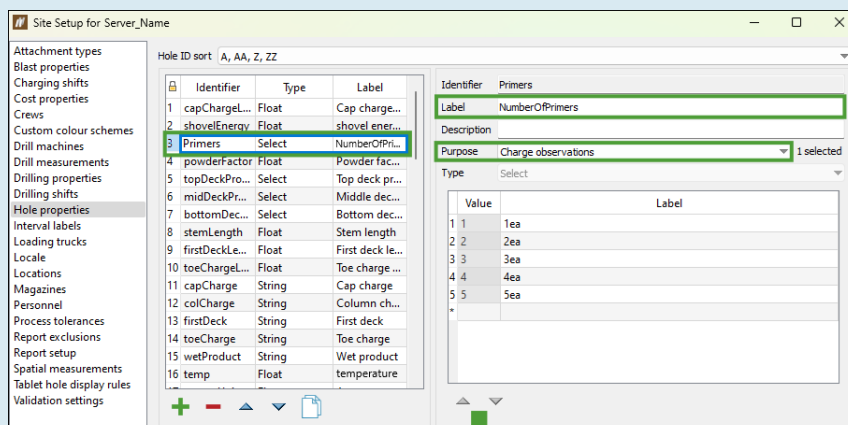 Site Setup for Server_Name
Attachment types
Blast properties
Charging shifts
Cost properties
Crews
Custom colour schemes
Drill machines
Drill measurements
Drilling properties
Drilling shifts
Hole properties
Interval labels
Loading trucks
Locale
Locations
Magazines
Personnel
Process tolerances
Report exclusions
Report setup
Spatial measurements
Tablet hole display rules
Validation settings
Hole ID sort A, AA, Z, ZZ
Identifier Type Label
1 capChargeL... Float Cap charge...
2 shovelEnergy Float shovel ener...
3 Primers Select NumberOfPri...
4 powderFactor Float Powder fac...
5 topDeckPro... Select Top deck pr...
6 midDeckPr... Select Middle dec...
7 bottomDec... Select Bottom dec...
8 stemLength Float Stem length
9 firstDeckLe... Float First deck le...
10 toeChargeL... Float Toe charge ...
11 capCharge String Cap charge
12 colCharge String Column ch...
13 firstDeck String First deck
14 toeCharge String Toe charge
15 wetProduct String Wet product
16 temp Float temperature
Identifier Primers
Label NumberOfPrimers
Description
Purpose Charge observations 1 selected
Type Select
Value Label
1 1 1ea
2 2 2ea
3 3 3ea
4 4 4ea
5 5 5ea
*